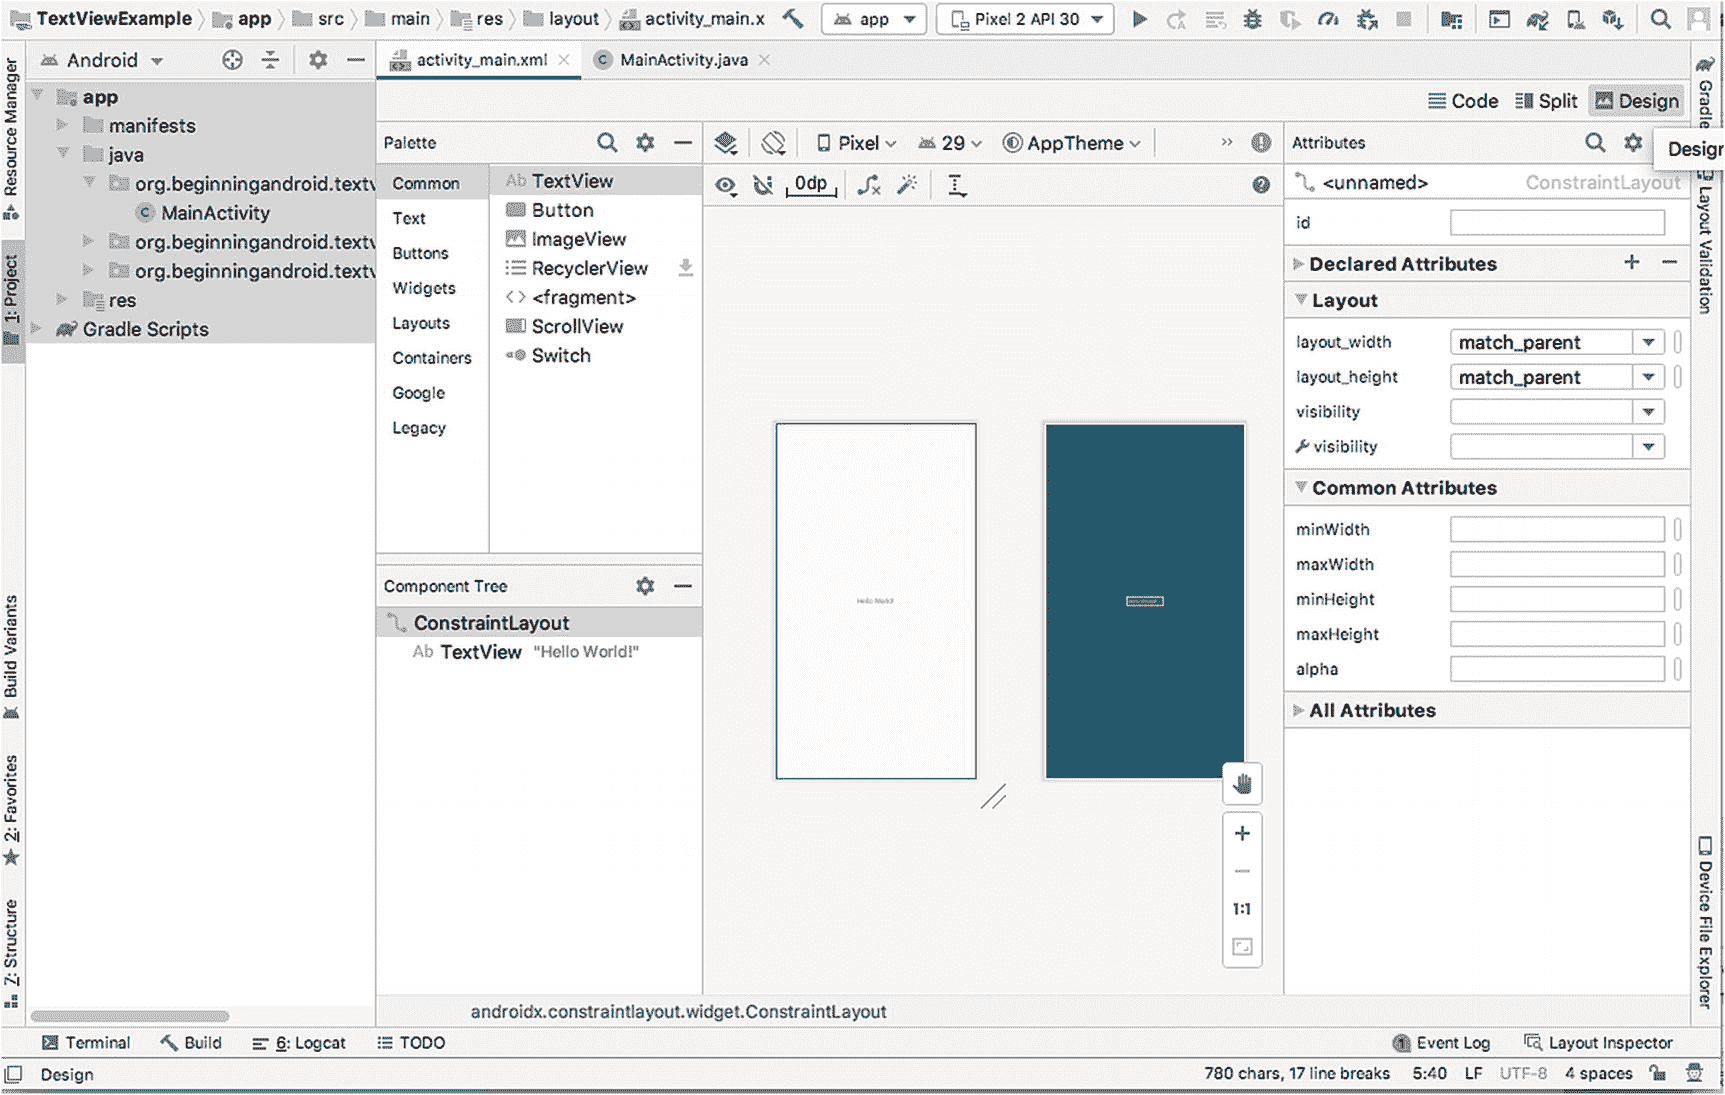 TextViewExample app src main res layout activity_main.x app Pixel 2 API 30
Android
activity_main.xml MainActivity.java
Code Split Design
Design
Resource Manager
1: Project
Build Variants
2: Favorites
7: Structure
app
manifests
java
org.beginningandroid.textv
MainActivity
org.beginningandroid.textv
org.beginningandroid.textv
res
Gradle Scripts
Palette
Common
Text
Buttons
Widgets
Layouts
Containers
Google
Legacy
Ab TextView
Button
ImageView
RecyclerView
<fragment>
ScrollView
Switch
Component Tree
ConstraintLayout
Ab TextView "Hello World!"
Pixel 29 AppTheme
0dp
Hello World!
1:1
Attributes
<unnamed> ConstraintLayout
id
Declared Attributes
Layout
layout_width match_parent
layout_height match_parent
visibility
visibility
Common Attributes
minWidth
maxWidth
minHeight
maxHeight
alpha
All Attributes
Gradle
Layout Validation
Device File Explorer
androidx.constraintlayout.widget.ConstraintLayout
Terminal Build 6: Logcat TODO 1 Event Log Layout Inspector
Design 780 chars, 17 line breaks 5:40 LF UTF-8 4 spaces